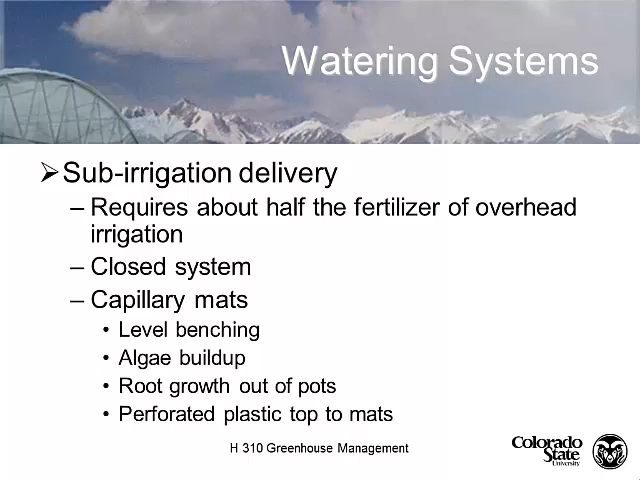 Watering Systems
➢Sub-irrigation delivery
– Requires about half the fertilizer of overhead
irrigation
– Closed system
– Capillary mats
• Level benching
• Algae buildup
• Root growth out of pots
• Perforated plastic top to mats
H 310 Greenhouse Management
Colorado
State
University